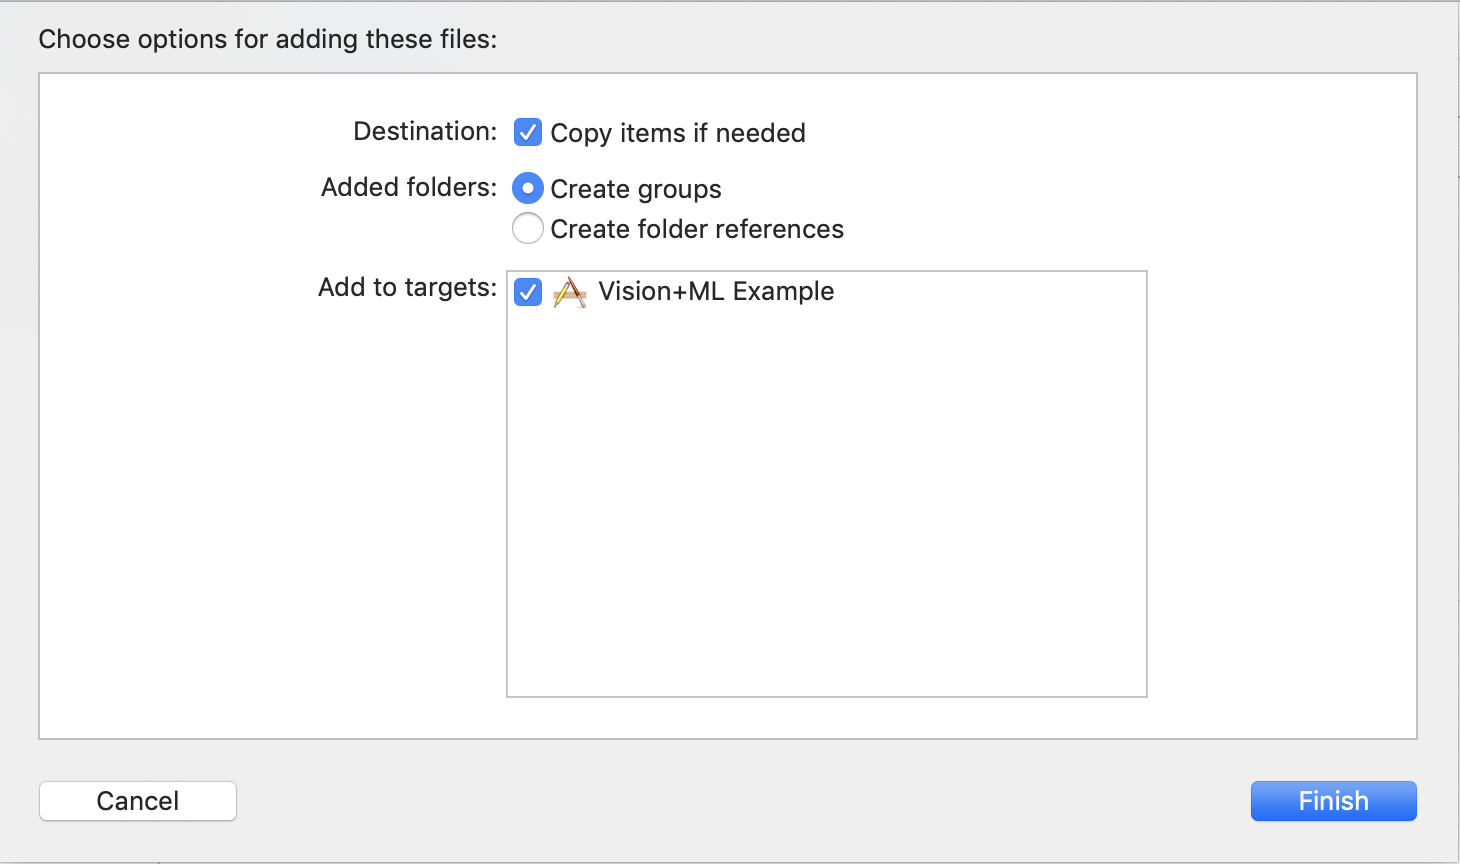 Choose options for adding these files:
Destination: Copy items if needed
Added folders: Create groups
Create folder references
Add to targets: Vision+ML Example
Cancel Finish